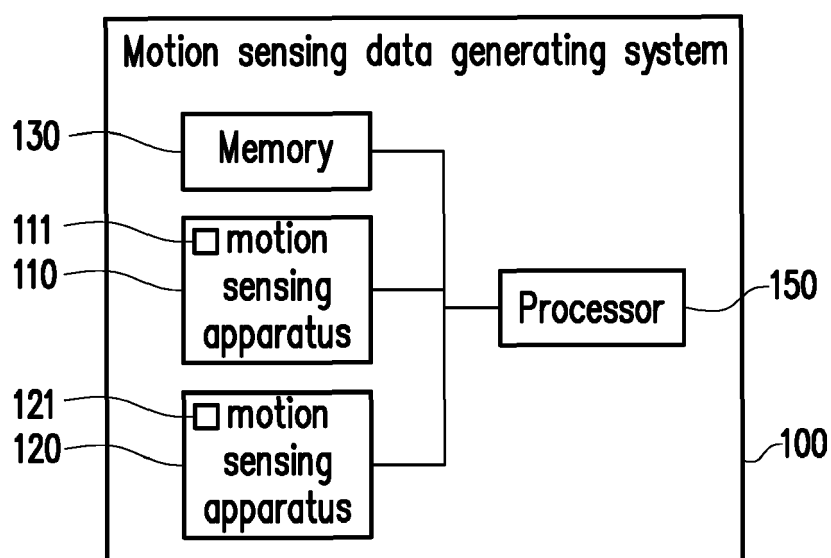 Motion sensing data generating system
130
Memory
111
motion
110
sensing
apparatus
Processor
150
121
motion
120
sensing
apparatus
100